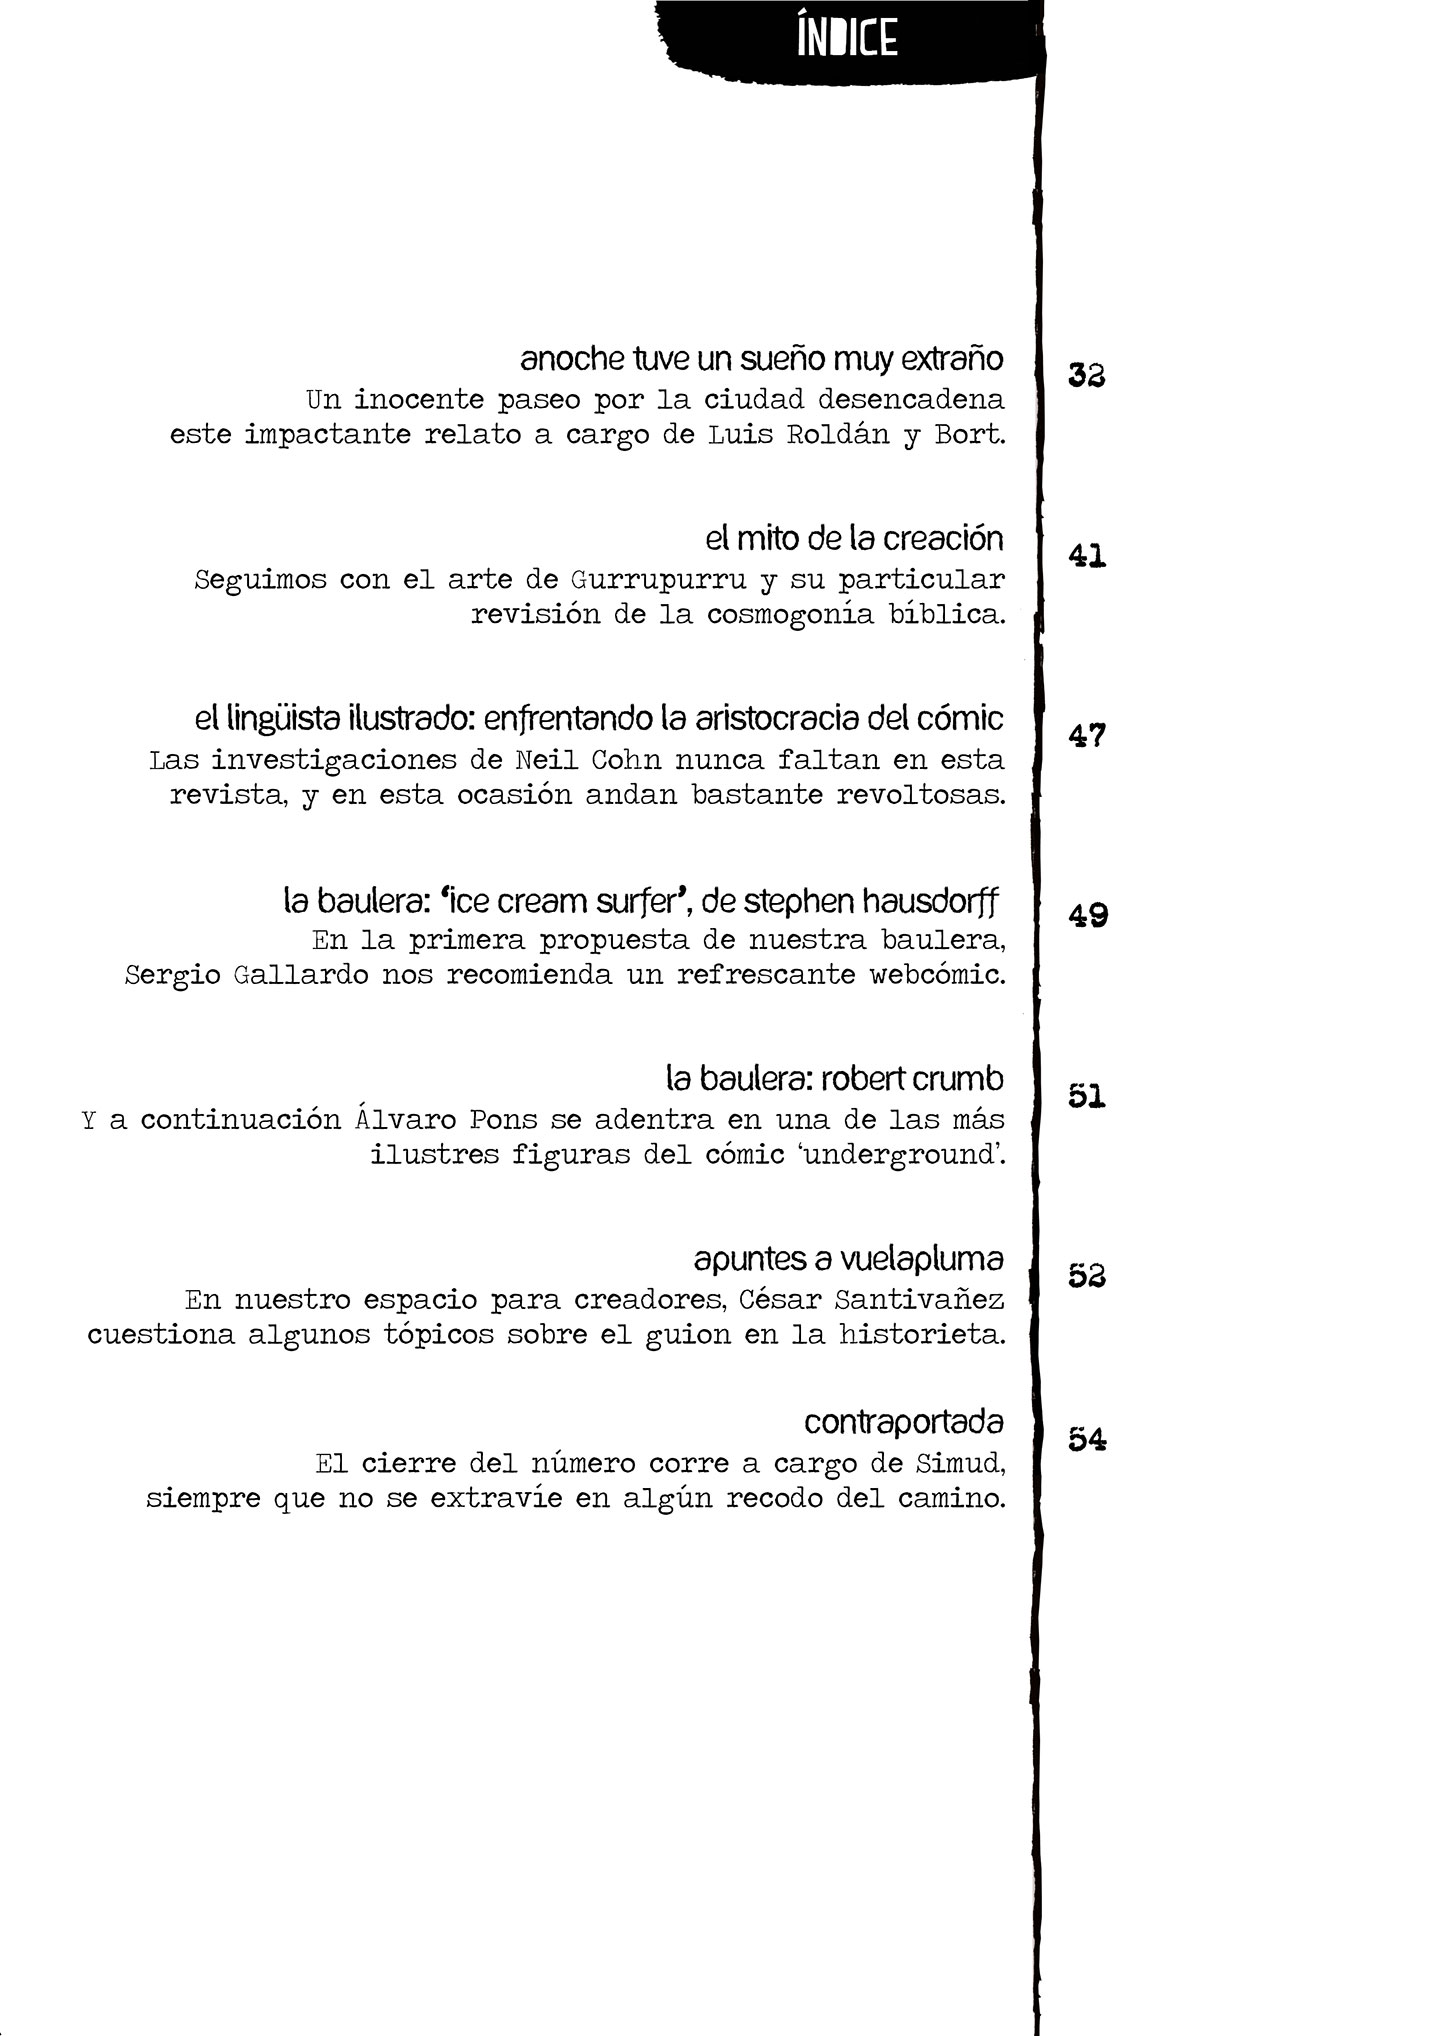 ÍNDICE
anoche tuve un sueño muy extraño
32
Un inocente paseo por la ciudad desencadena
este impactante relato a cargo de Luis Roldán y Bort.
el mito de la creación
41
Seguimos con el arte de Gurrupurru y su particular
revisión de la cosmogonía bíblica.
el lingüista ilustrado: enfrentando la aristocracia del cómic
47
Las investigaciones de Neil Cohn nunca faltan en esta
revista, y en esta ocasión andan bastante revoltosas.
la baulera: ‘ice cream surfer’, de stephen hausdorff
49
En la primera propuesta de nuestra baulera,
Sergio Gallardo nos recomienda un refrescante webcómic.
la baulera: robert crumb
51
Y a continuación Álvaro Pons se adentra en una de las más
ilustres figuras del cómic ‘underground’.
apuntes a vuelapluma
52
En nuestro espacio para creadores, César Santivañez
cuestiona algunos tópicos sobre el guion en la historieta.
contraportada
54
El cierre del número corre a cargo de Simud,
siempre que no se extravíe en algún recodo del camino.